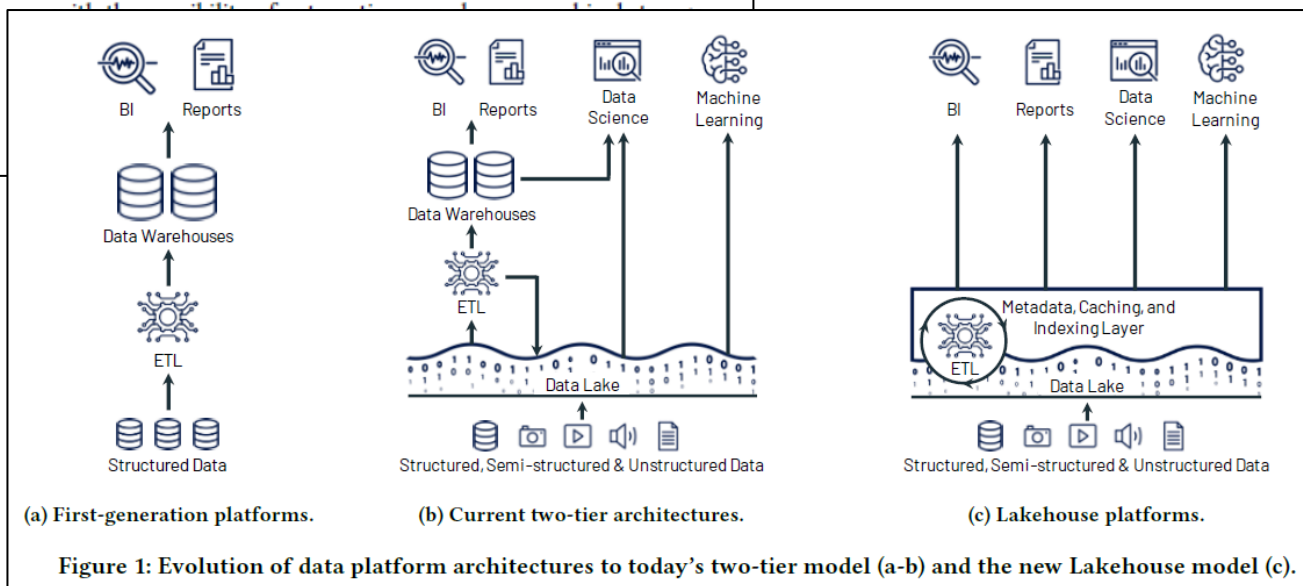 BI
Reports
Data Warehouses
ETL
Structured Data
(a) First-generation platforms.
BI
Reports
Data
Science
Machine
Learning
Data Warehouses
ETL
Data Lake
Structured, Semi-structured & Unstructured Data
(b) Current two-tier architectures.
BI
Reports
Data
Science
Machine
Learning
Metadata, Caching, and
Indexing Layer
ETL
Data Lake
Structured, Semi-structured & Unstructured Data
(c) Lakehouse platforms.
Figure 1: Evolution of data platform architectures to today's two-tier model (a-b) and the new Lakehouse model (c).